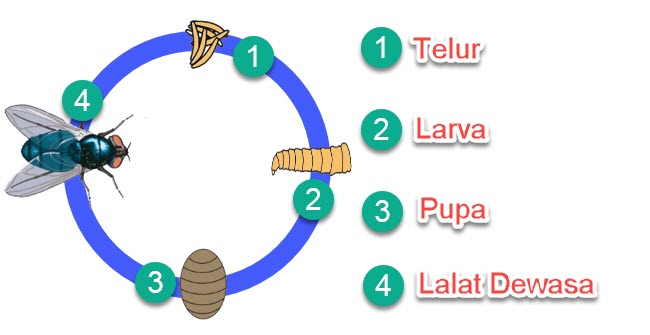 1
4
2
3
1 Telur
2 Larva
3 Pupa
4 Lalat Dewasa